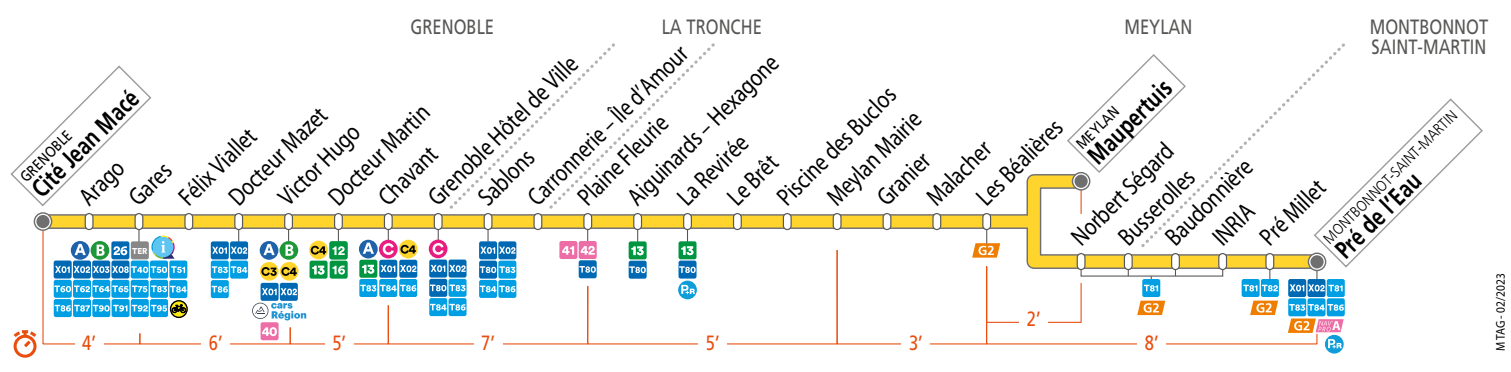 GRENOBLE
LA TRONCHE
MEYLAN
MONTBONNOT
SAINT-MARTIN
GRENOBLE
Cité Jean Macé
Arago
Gares
Félix Viallet
Docteur Mazet
Victor Hugo
Docteur Martin
Chavant
Grenoble Hôtel de Ville
Sablons
Carronnerie – Île d'Amour
Plaine Fleurie
Aiguinards – Hexagone
La Revirée
Le Brêt
Piscine des Buclos
Meylan Mairie
Granier
Malacher
Les Béalières
MEYLAN
Maupertuis
Norbert Ségard
Busserolles
Baudonnière
INRIA
Pré Millet
MONTBONNOT-SAINT-MARTIN
Pré de l'Eau
A B 26 TER i
X01 X02 X03 X08 T40 T50 T51
T60 T62 T64 T65 T75 T83 T84
T86 T87 T90 T91 T92 T95
X01 X02
T83 T84
T86
A B
C3 C4
X01 X02
cars
Région
40
C4 12
13 16
A C C4
13 X01 X02
T83 T84 T86
C
X01 X02
T80 T83
T84 T86
X01 X02
T80 T83
T84 T86
41 42
T80
13
T80
13
T80
P+R
G2
T81
G2
T81 T82
G2
X01 X02 T81
T83 T84 T86
G2 NAV PRO A
P+R
4'
6'
5'
7'
5'
3'
2'
8'
M TAG - 02/2023